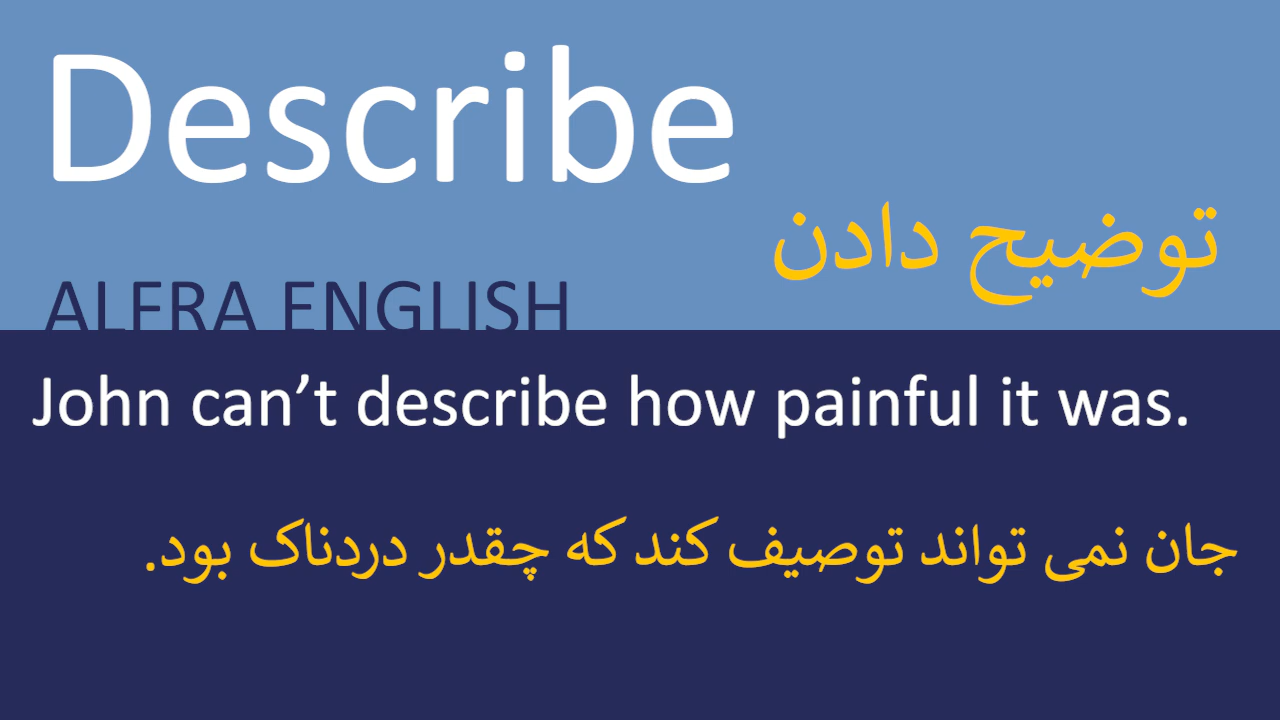 Describe
توضیح دادن
ALFRA ENGLISH
John can’t describe how painful it was.
جان نمی تواند توصیف کند که چقدر دردناک بود.